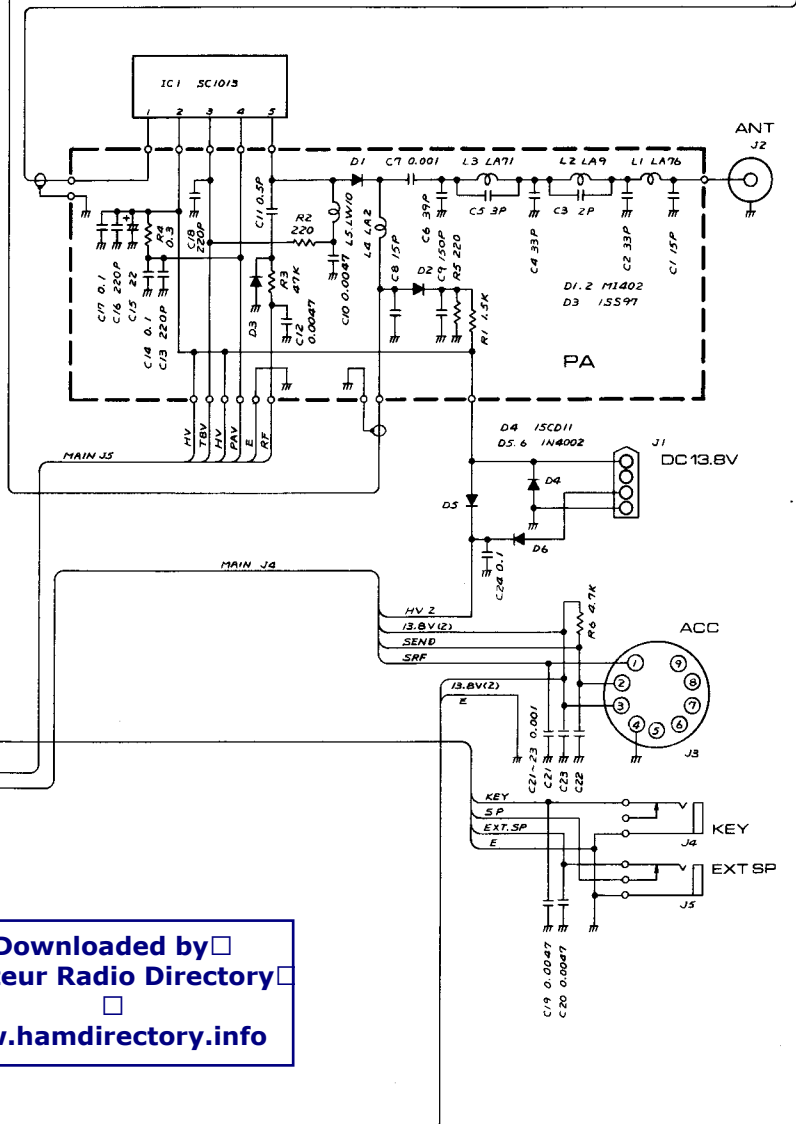 IC1 SC1013
1 2 3 4 5
ANT
J2
D1
C7 0.001
L3 LA71
L2 LA9
L1 LA76
C18 220P
C11 0.5P
L5.LW10
L4 LA2
C6 39P
C5 3P
C4 33P
C3 2P
C2 33P
C1 15P
R2
220
R4 0.3
C17 0.1
C16 220P
C15 22
C14 0.1
C13 220P
D3
R3 47K
C12 0.0047
C10 0.0047
C8 15P
D2
C9 150P
R5 220
R1 1.5K
D1.2 MI402
D3 1SS97
PA
HV
TBV
HV
PAV
E
RF
MAIN J5
D4 1SCD11
D5.6 1N4002
J1
DC 13.8V
D4
D5
D6
C24 0.1
MAIN J4
HV 2
13.8V(2)
SEND
SRF
R6 4.7K
ACC
1 2 3 4 5 6 7 8 9
J3
13.8V(2)
E
C21~23 0.001
C21
C23
C22
KEY
SP
EXT.SP
E
J4
KEY
EXT SP
J5
C19 0.0047
C20 0.0047
Downloaded by□
teur Radio Directory□
□
w.hamdirectory.info